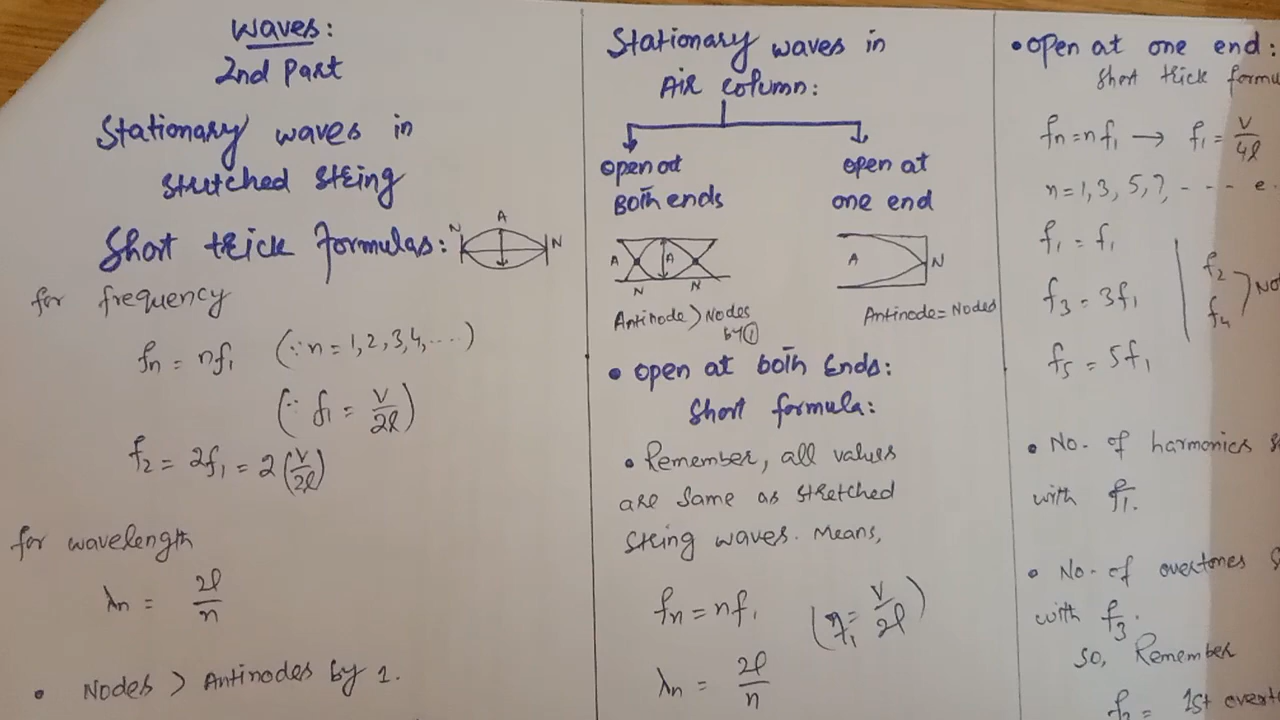 Waves:
2nd Part
Stationary waves in
stretched string
Short trick formulas:
N A N
for frequency
fn = nf₁ (∵ n = 1,2,3,4,....)
(∵ f₁ = V/2l)
f₂ = 2f₁ = 2(V/2l)
for wavelength
λn = 2l/n
• Nodes > Antinodes by 1.
Stationary waves in
Air column:
open at
Both ends
A A
N N
Antinode > Nodes
by 1
open at
one end
A N
Antinode = Nodes
• open at both Ends:
Short formula:
• Remember, all values
are same as stretched
string waves. Means,
fn = nf₁ (f₁ = V/2l)
λn = 2l/n
• open at one end:
Short trick
fn = nf₁ → f₁ = V/4l
n = 1,3,5,7, - - -
f₁ = f₁
f₃ = 3f₁
f₅ = 5f₁
f₂
f₄
• No. of harmonics
with f₁.
• No. of overtones
with f₃.
So, Remember
1st